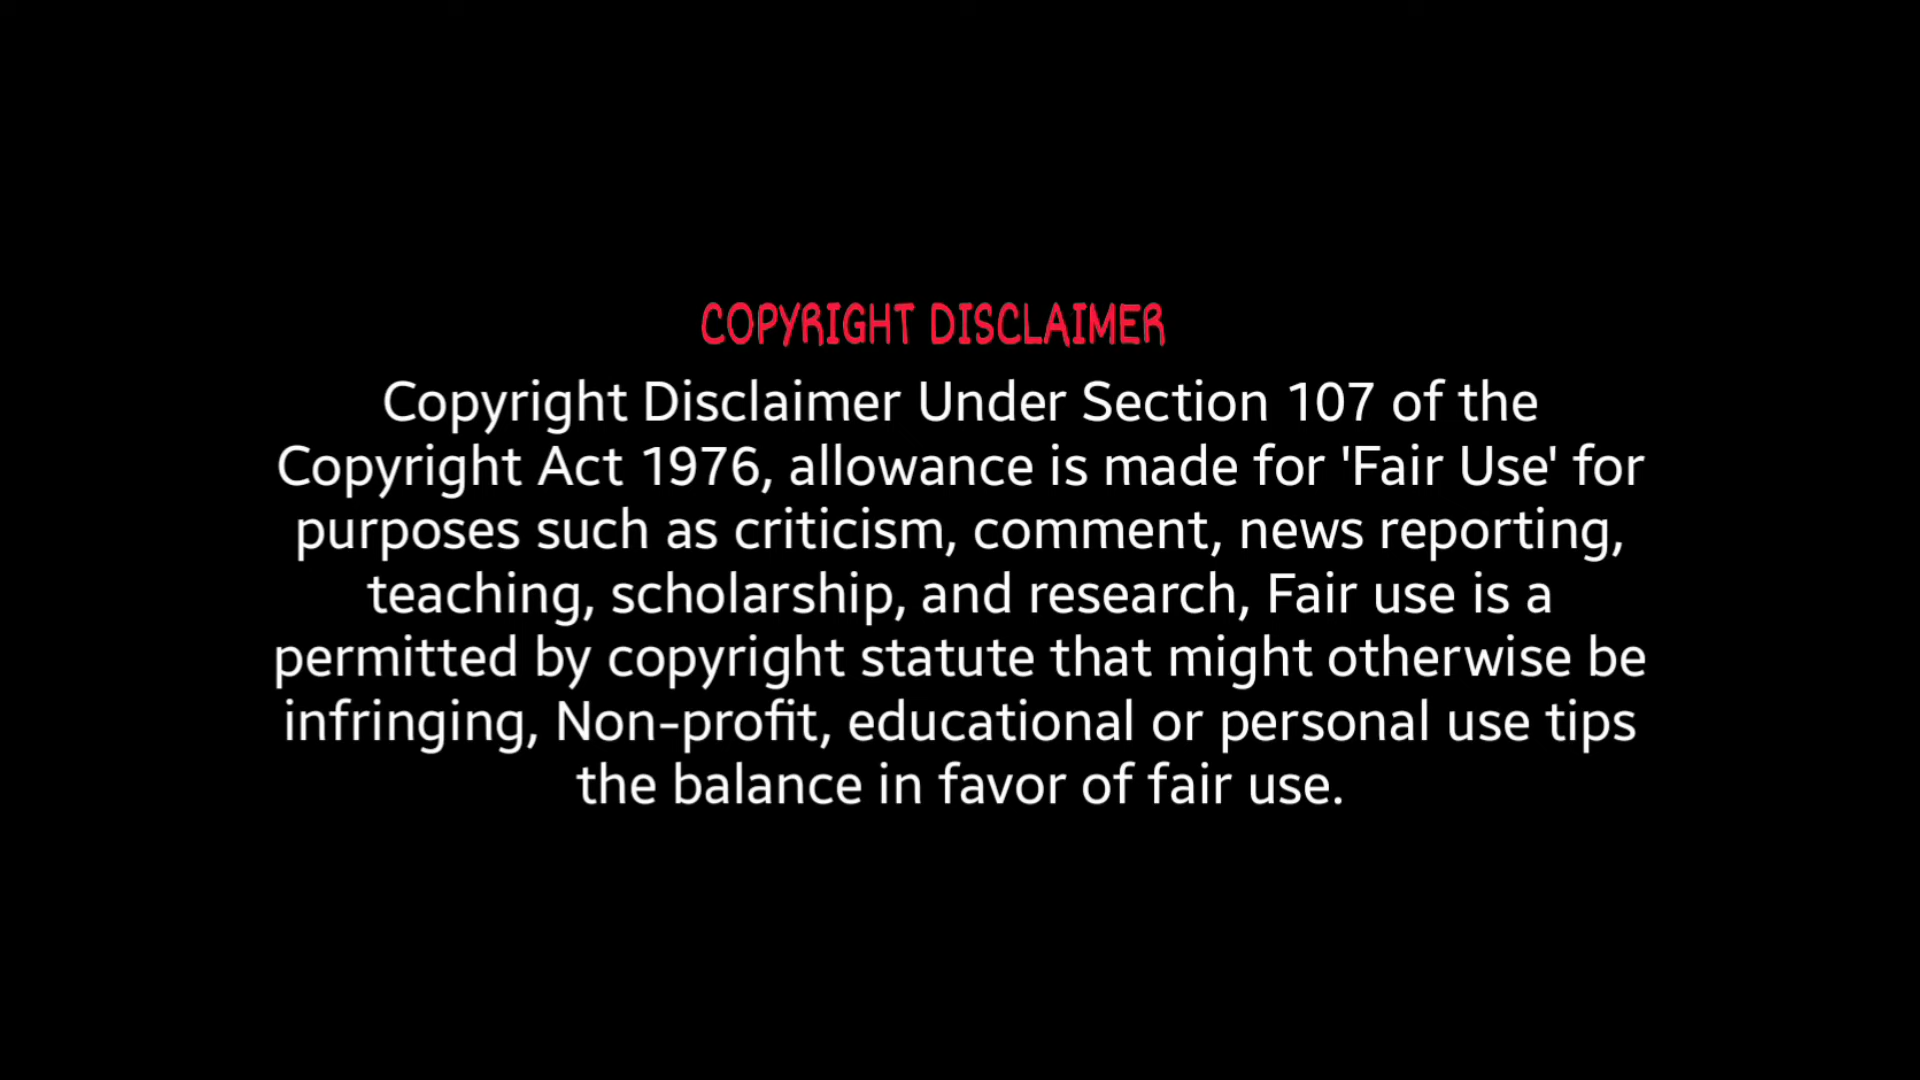 COPYRIGHT DISCLAIMER
Copyright Disclaimer Under Section 107 of the
Copyright Act 1976, allowance is made for 'Fair Use' for
purposes such as criticism, comment, news reporting,
teaching, scholarship, and research, Fair use is a
permitted by copyright statute that might otherwise be
infringing, Non-profit, educational or personal use tips
the balance in favor of fair use.